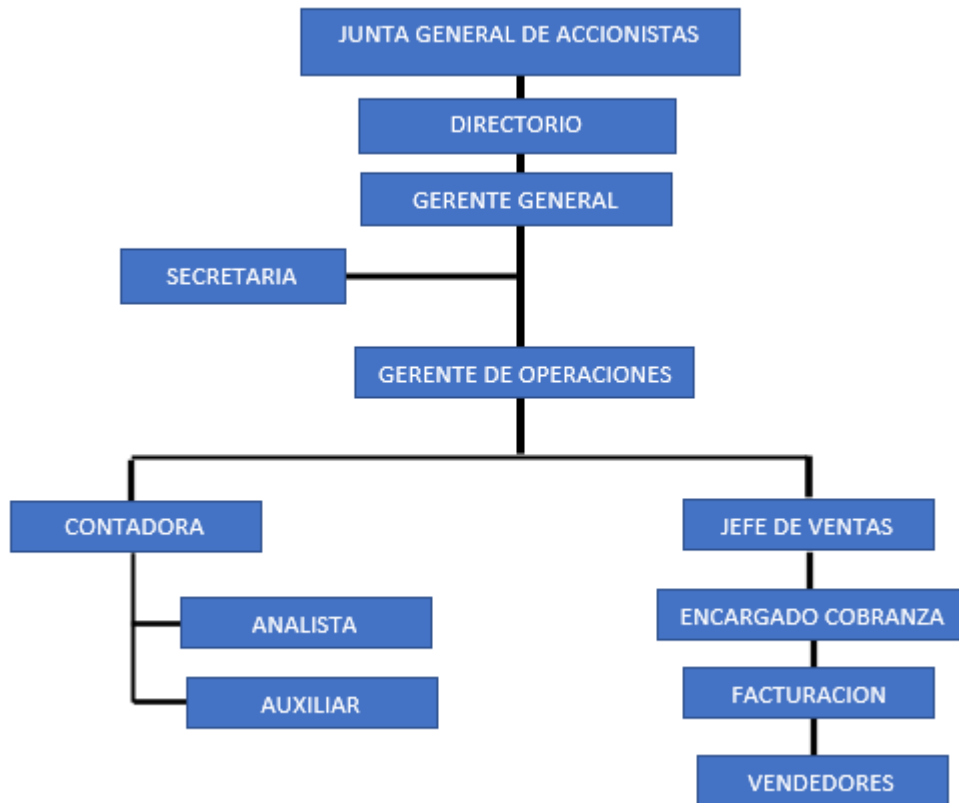 JUNTA GENERAL DE ACCIONISTAS
DIRECTORIO
GERENTE GENERAL
SECRETARIA
GERENTE DE OPERACIONES
CONTADORA
JEFE DE VENTAS
ANALISTA
ENCARGADO COBRANZA
AUXILIAR
FACTURACION
VENDEDORES